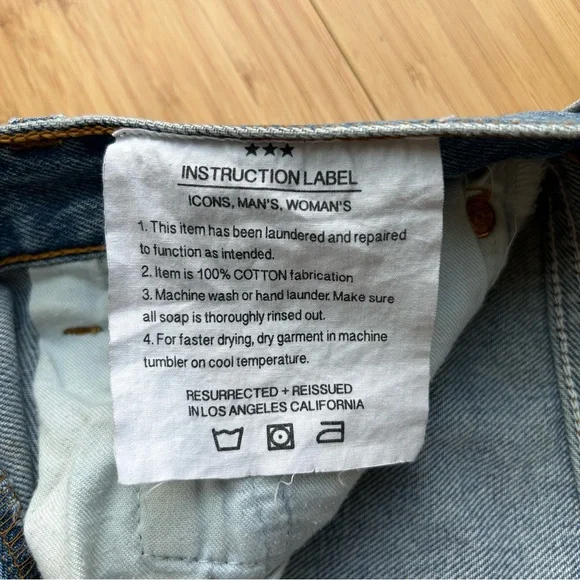 ★★★
INSTRUCTION LABEL
ICONS, MAN'S, WOMAN'S
1. This item has been laundered and repaired
to function as intended.
2. Item is 100% COTTON fabrication
3. Machine wash or hand launder. Make sure
all soap is thoroughly rinsed out.
4. For faster drying, dry garment in machine
tumbler on cool temperature.
RESURRECTED + REISSUED
IN LOS ANGELES CALIFORNIA